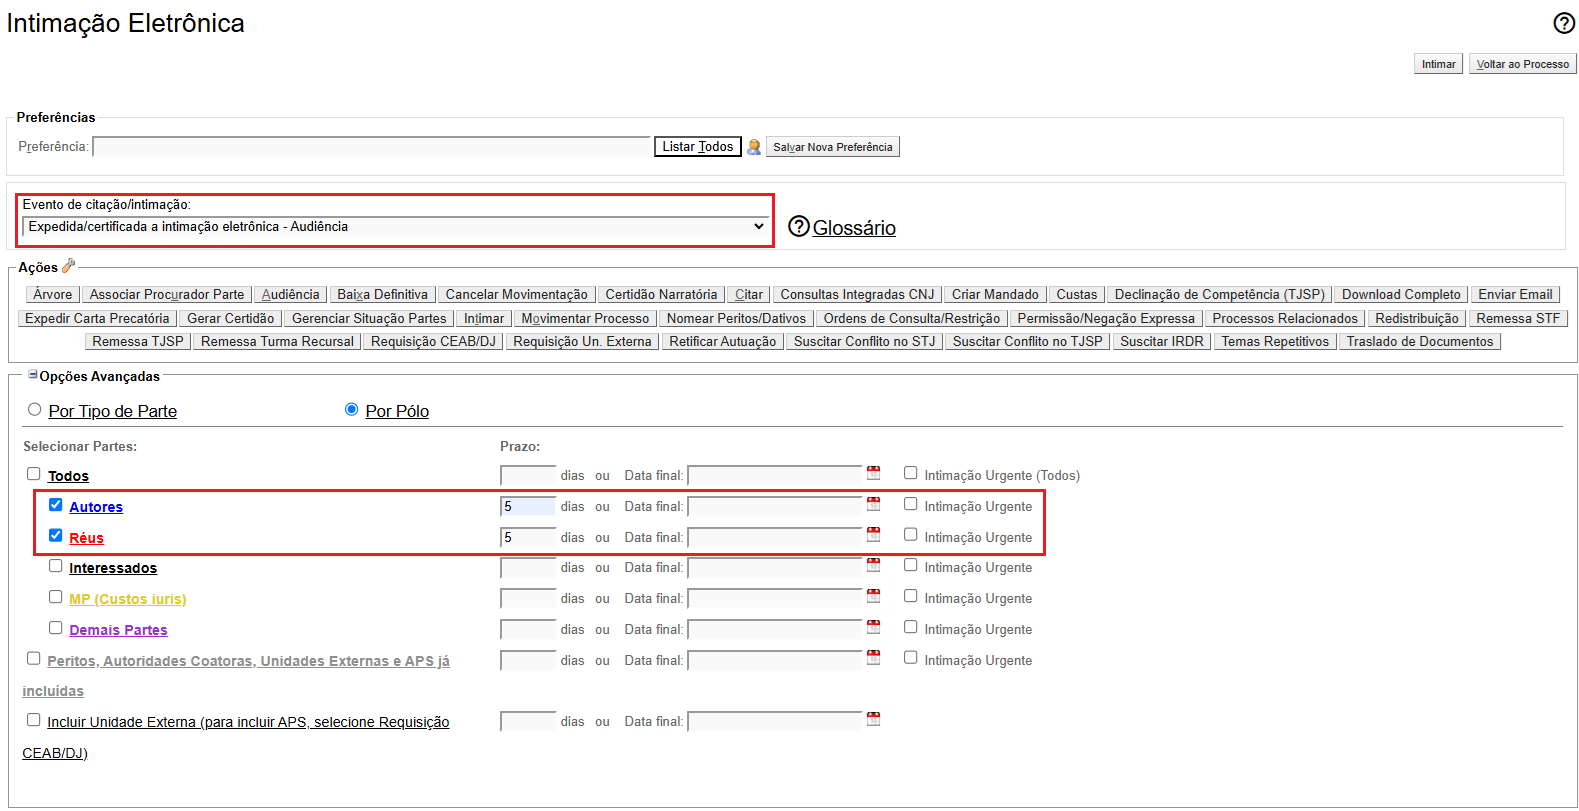 Intimação Eletrônica
Intimar Voltar ao Processo
Preferências
Preferência: Listar Todos Salvar Nova Preferência
Evento de citação/intimação:
Expedida/certificada a intimação eletrônica - Audiência
Glossário
Ações
Árvore Associar Procurador Parte Audiência Baixa Definitiva Cancelar Movimentação Certidão Narratória Citar Consultas Integradas CNJ Criar Mandado Custas Declinação de Competência (TJSP) Download Completo Enviar Email
Expedir Carta Precatória Gerar Certidão Gerenciar Situação Partes Intimar Movimentar Processo Nomear Peritos/Dativos Ordens de Consulta/Restrição Permissão/Negação Expressa Processos Relacionados Redistribuição Remessa STF
Remessa TJSP Remessa Turma Recursal Requisição CEAB/DJ Requisição Un. Externa Retificar Autuação Suscitar Conflito no STJ Suscitar Conflito no TJSP Suscitar IRDR Temas Repetitivos Traslado de Documentos
Opções Avançadas
Por Tipo de Parte Por Pólo
Selecionar Partes: Prazo:
Todos dias ou Data final: Intimação Urgente (Todos)
Autores 5 dias ou Data final: Intimação Urgente
Réus 5 dias ou Data final: Intimação Urgente
Interessados dias ou Data final: Intimação Urgente
MP (Custos iuris) dias ou Data final: Intimação Urgente
Demais Partes dias ou Data final: Intimação Urgente
Peritos, Autoridades Coatoras, Unidades Externas e APS já dias ou Data final: Intimação Urgente
incluídas
Incluir Unidade Externa (para incluir APS, selecione Requisição dias ou Data final:
CEAB/DJ)